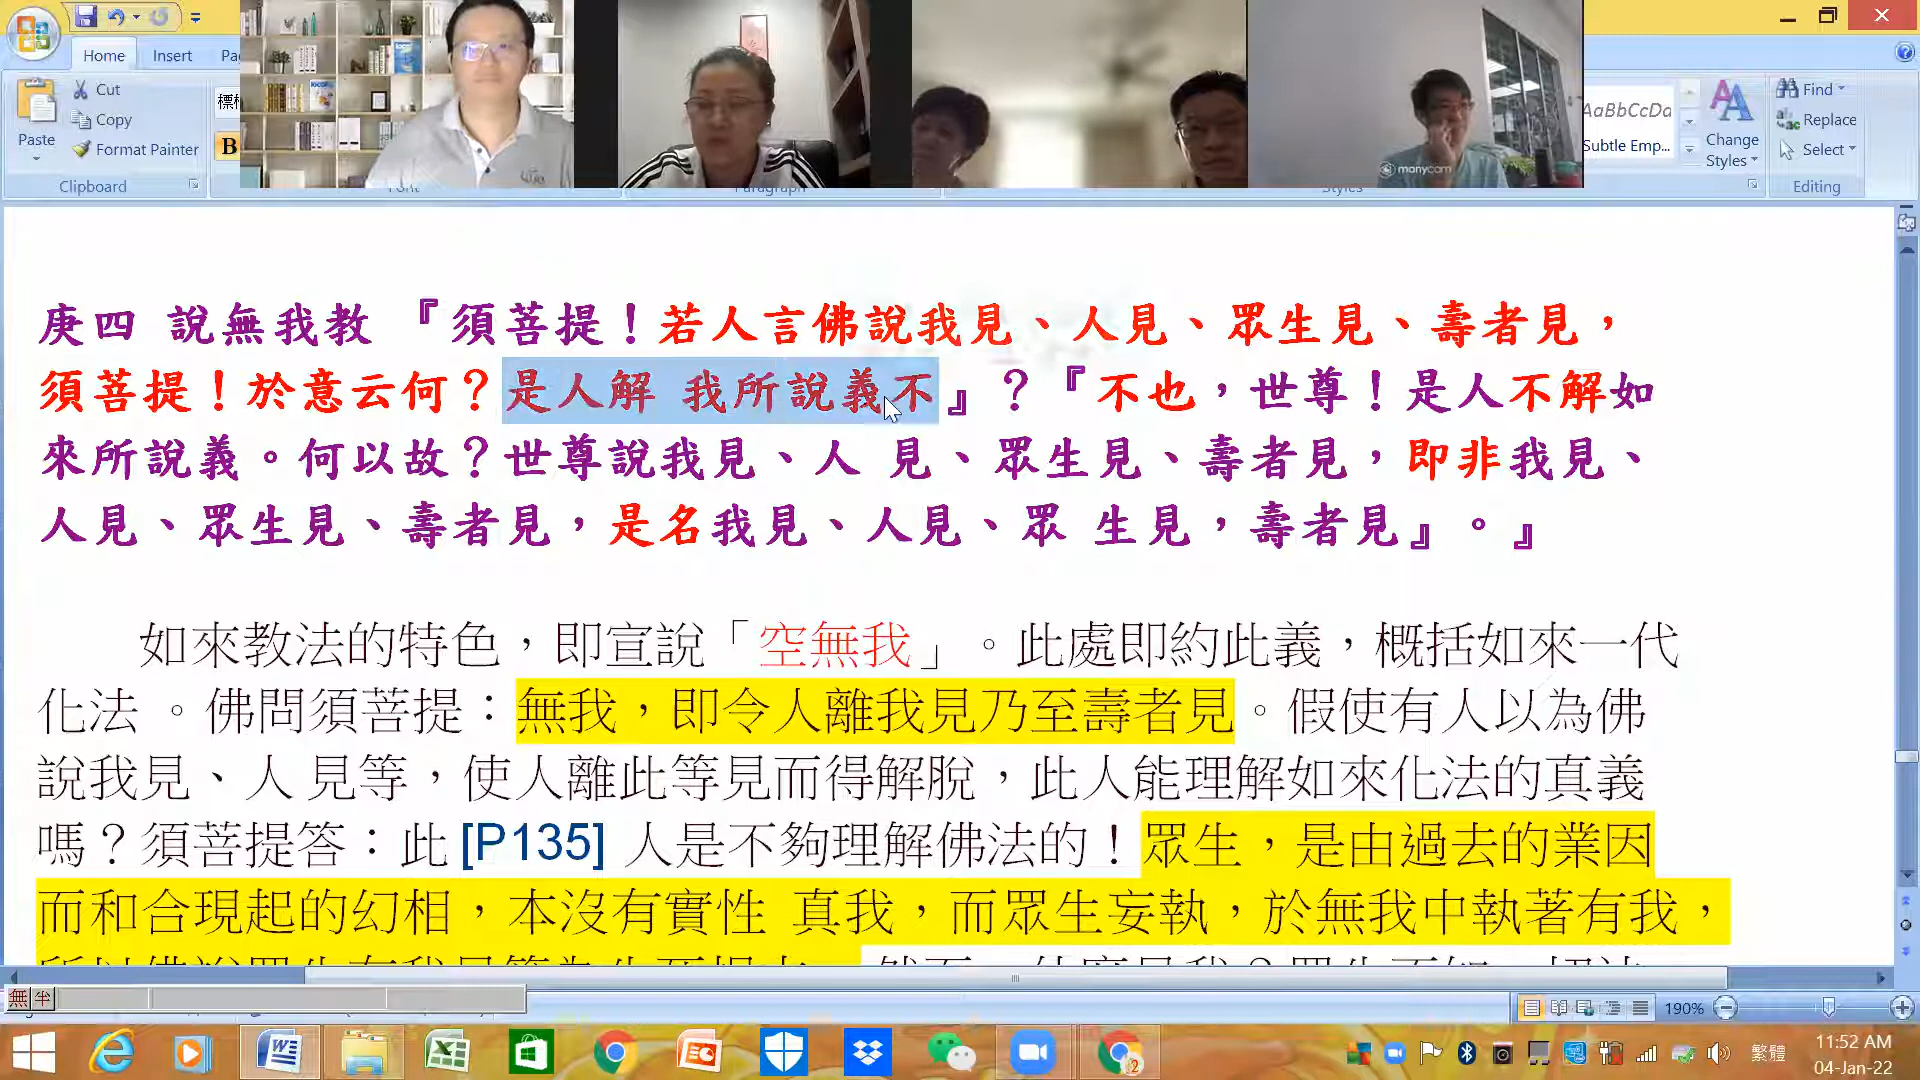 Home Insert
Cut
Copy
Format Painter
Paste
Clipboard
B
Paragraph
manycam
AaBbCcDd
Subtle Emp...
Change
Styles
Styles
Find
Replace
Select
Editing
庚四 說無我教 『須菩提！若人言佛說我見、人見、眾生見、壽者見，
須菩提！於意云何？是人解 我所說義不』？『不也，世尊！是人不解如
來所說義。何以故？世尊說我見、人 見、眾生見、壽者見，即非我見、
人見、眾生見、壽者見，是名我見、人見、眾 生見，壽者見』。』
如來教法的特色，即宣說「空無我」。此處即約此義，概括如來一代
化法 。佛問須菩提：無我，即令人離我見乃至壽者見。假使有人以為佛
說我見、人 見等，使人離此等見而得解脫，此人能理解如來化法的真義
嗎？須菩提答：此 [P135] 人是不夠理解佛法的！眾生，是由過去的業因
而和合現起的幻相，本沒有實性 真我，而眾生妄執，於無我中執著有我，
無 半
190%
繁體
11:52 AM
04-Jan-22